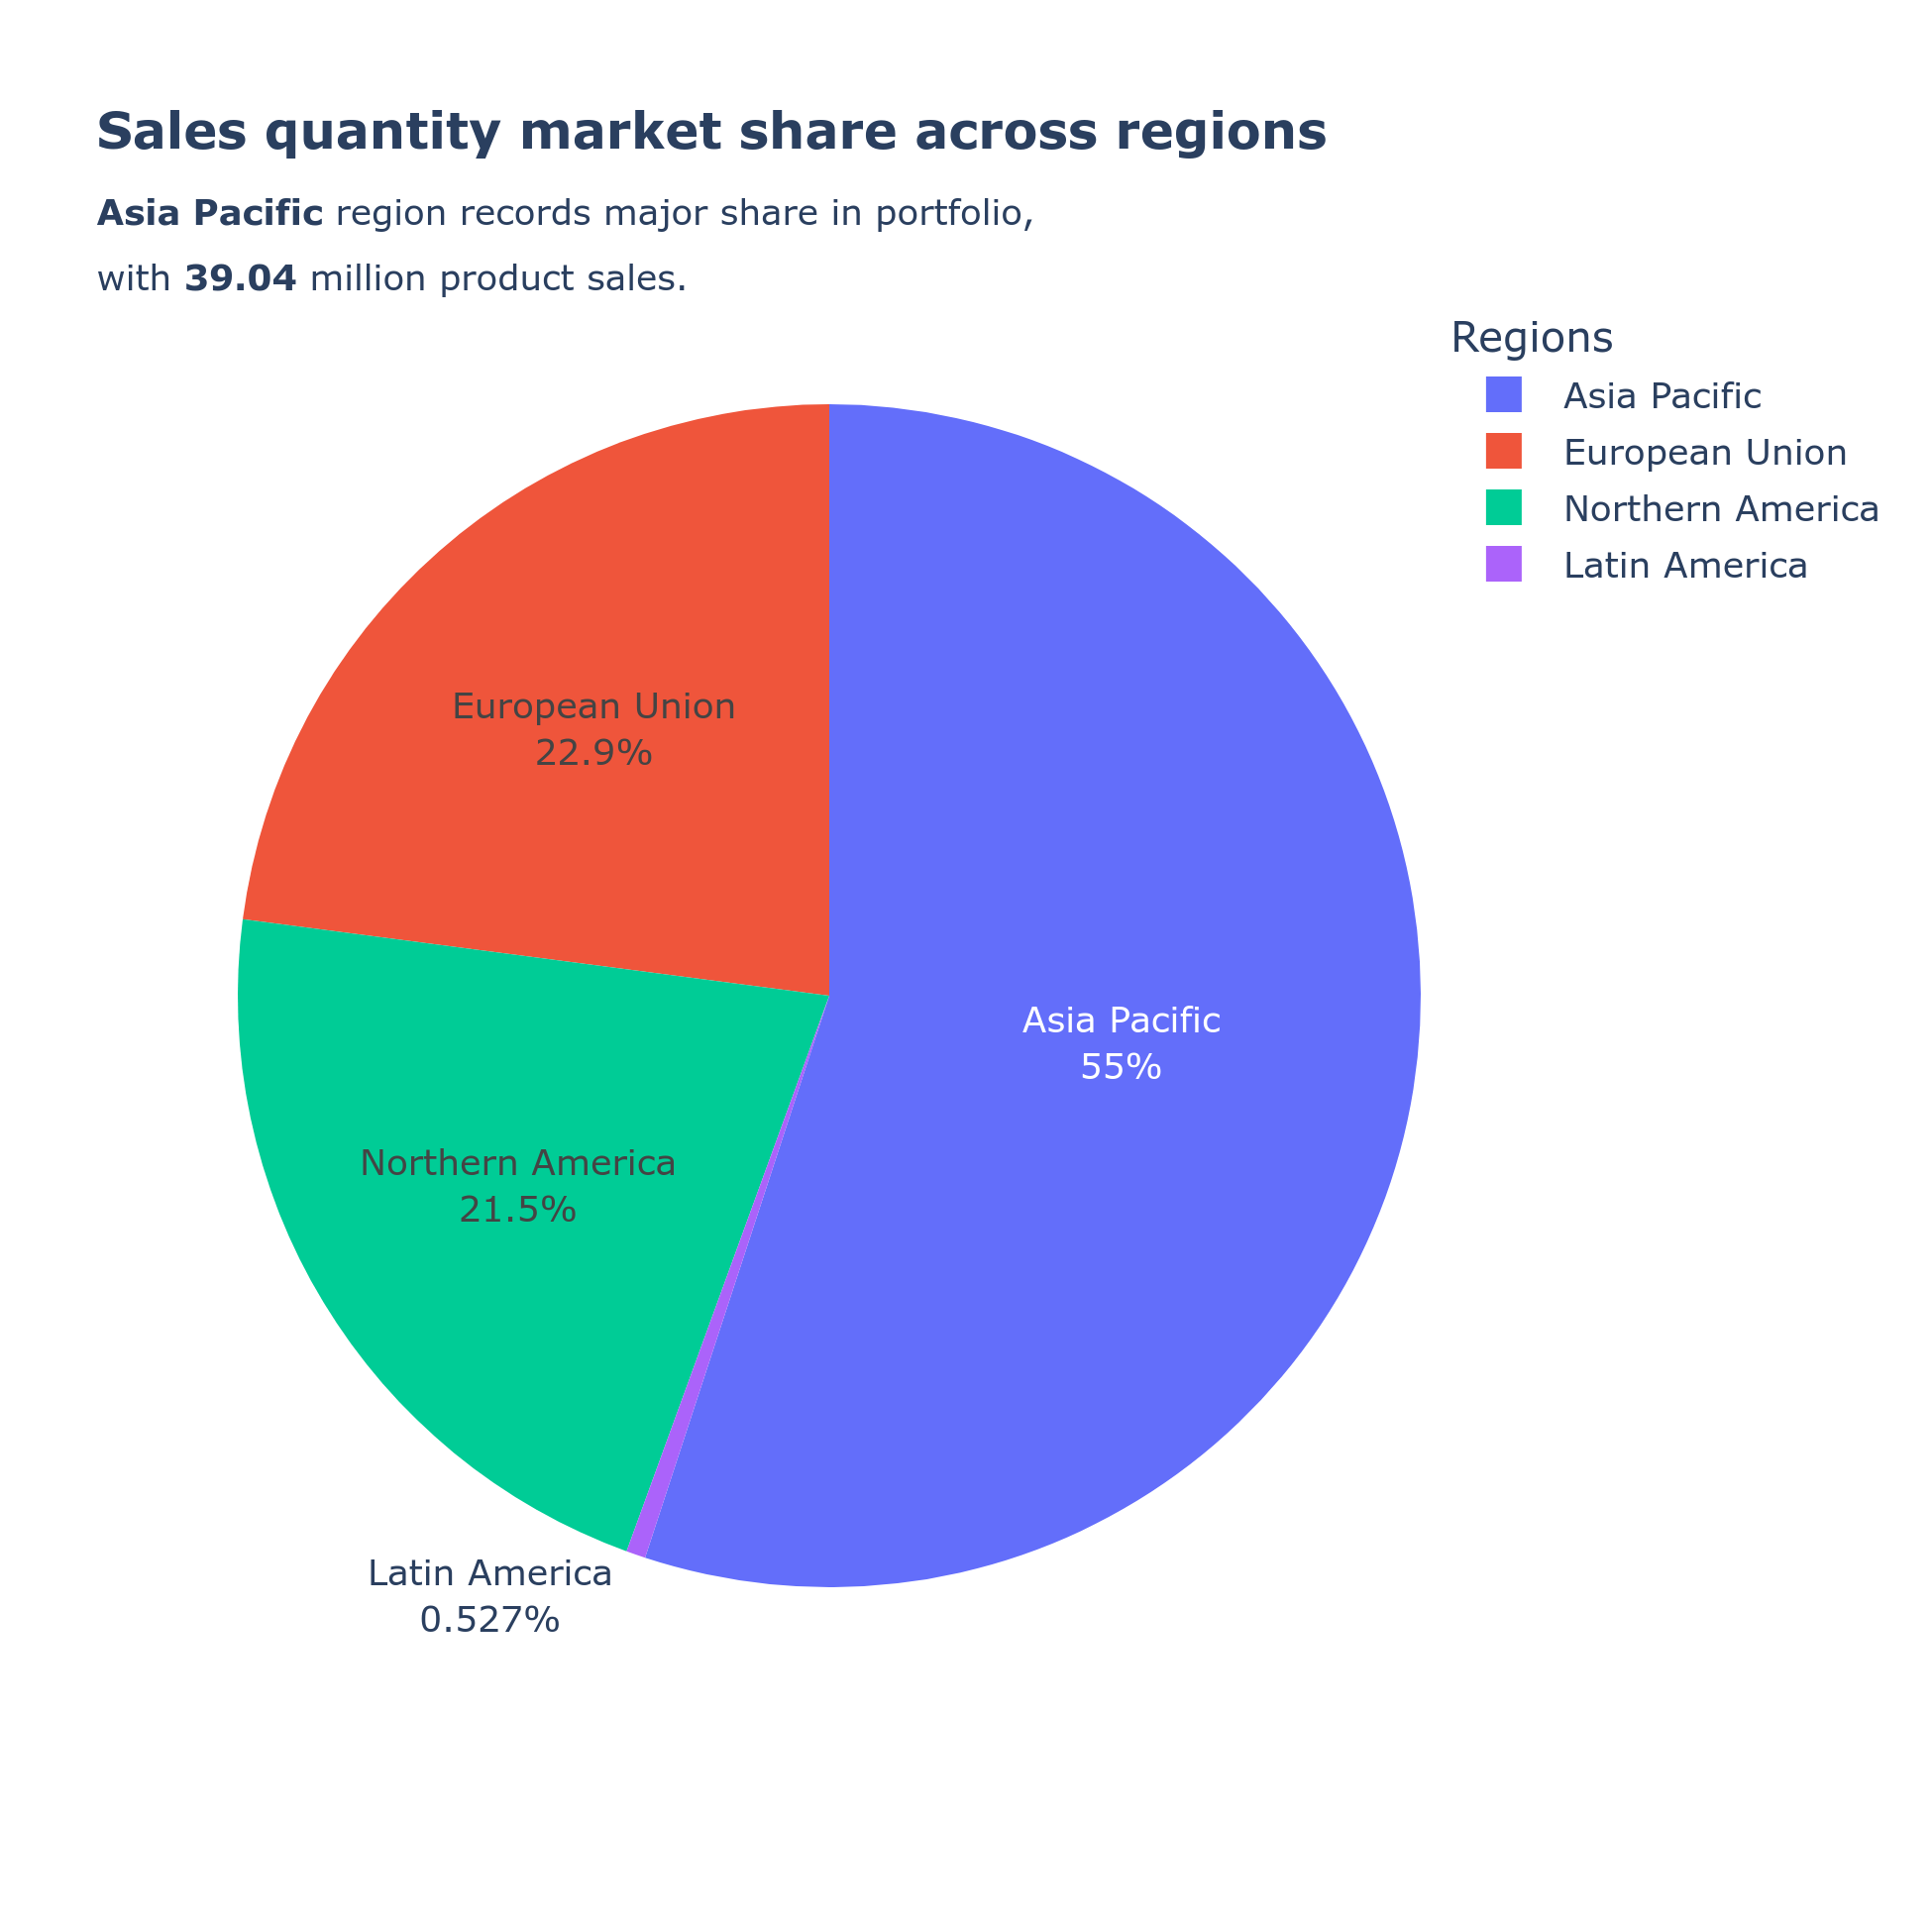 Sales quantity market share across regions
Asia Pacific region records major share in portfolio,
with 39.04 million product sales.
Regions
Asia Pacific
European Union
Northern America
Latin America
European Union
22.9%
Asia Pacific
55%
Northern America
21.5%
Latin America
0.527%